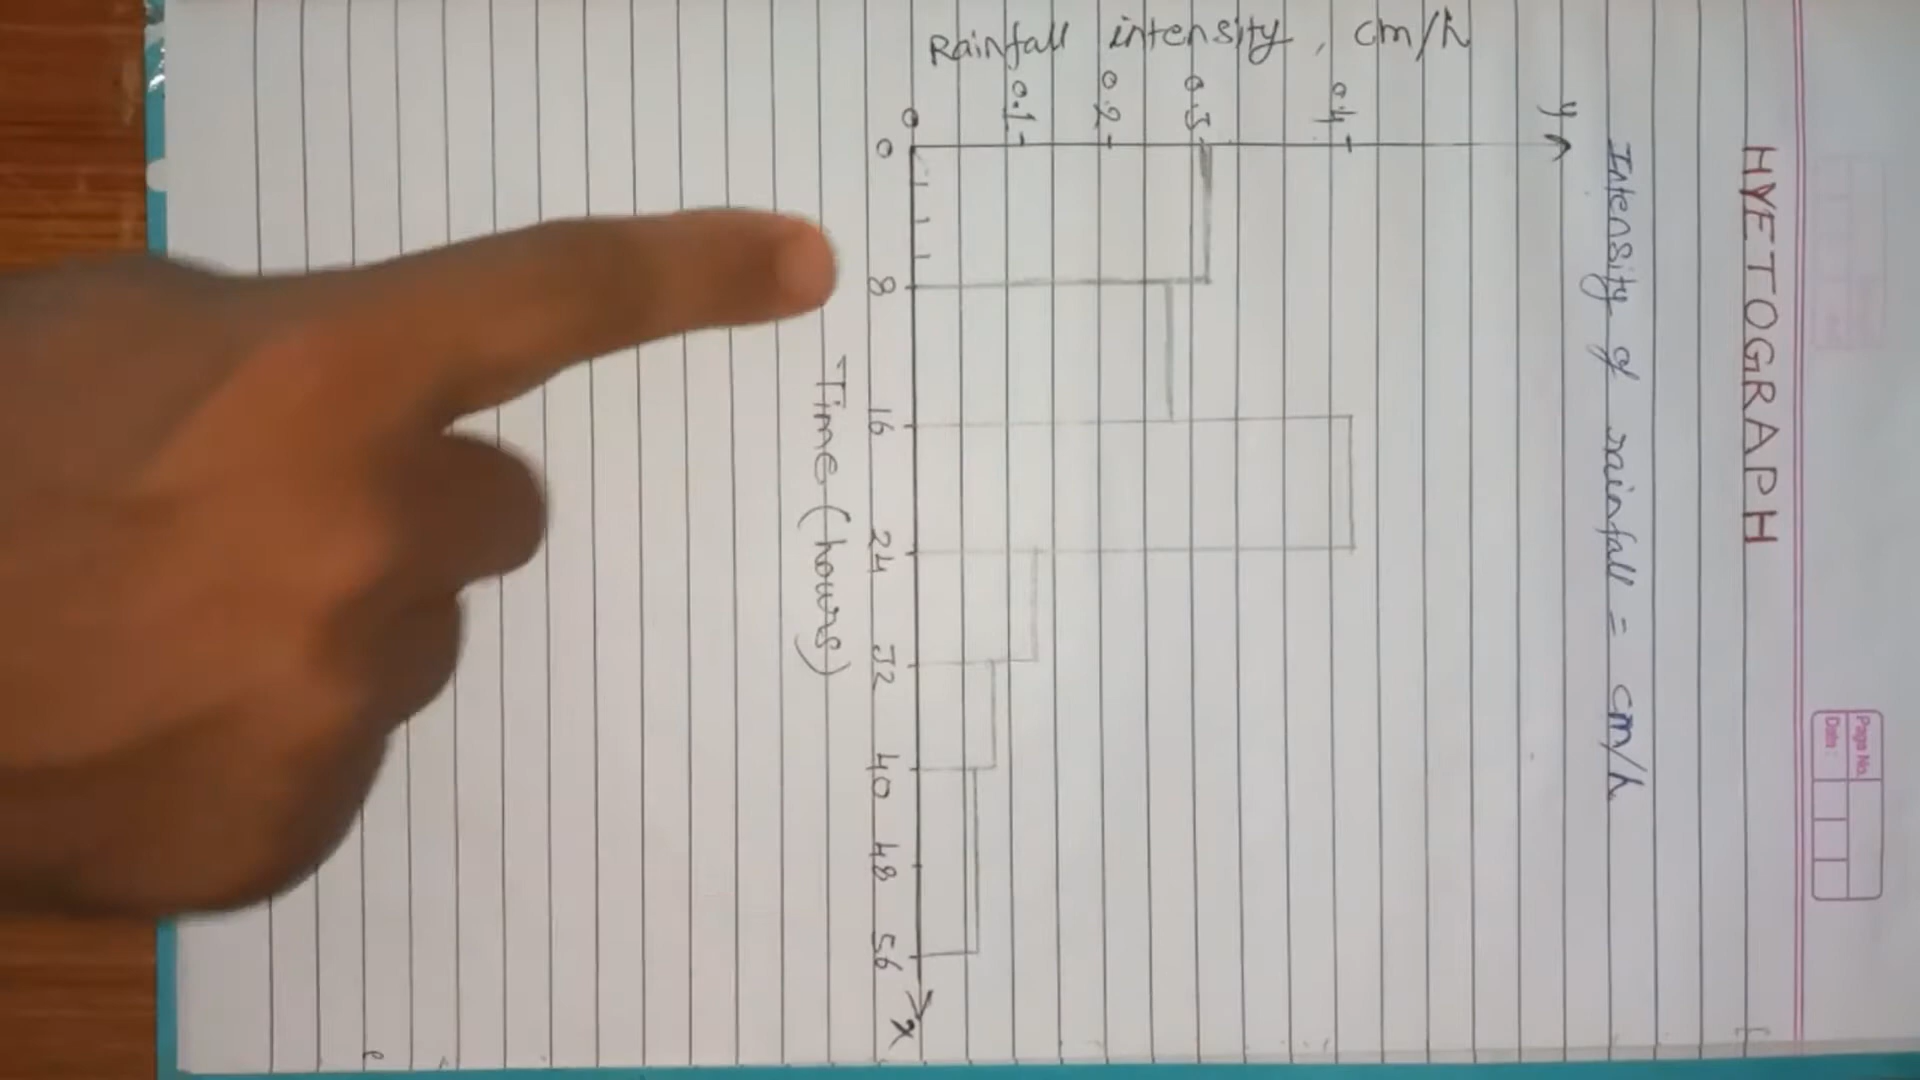 Page No.
Date:
HYETOGRAPH
Intensity of rainfall = cm/h
y
0.4
0.3
0.2
0.1
0
Rainfall intensity, cm/h
0 8 16 24 32 40 48 56 x
Time (hours)